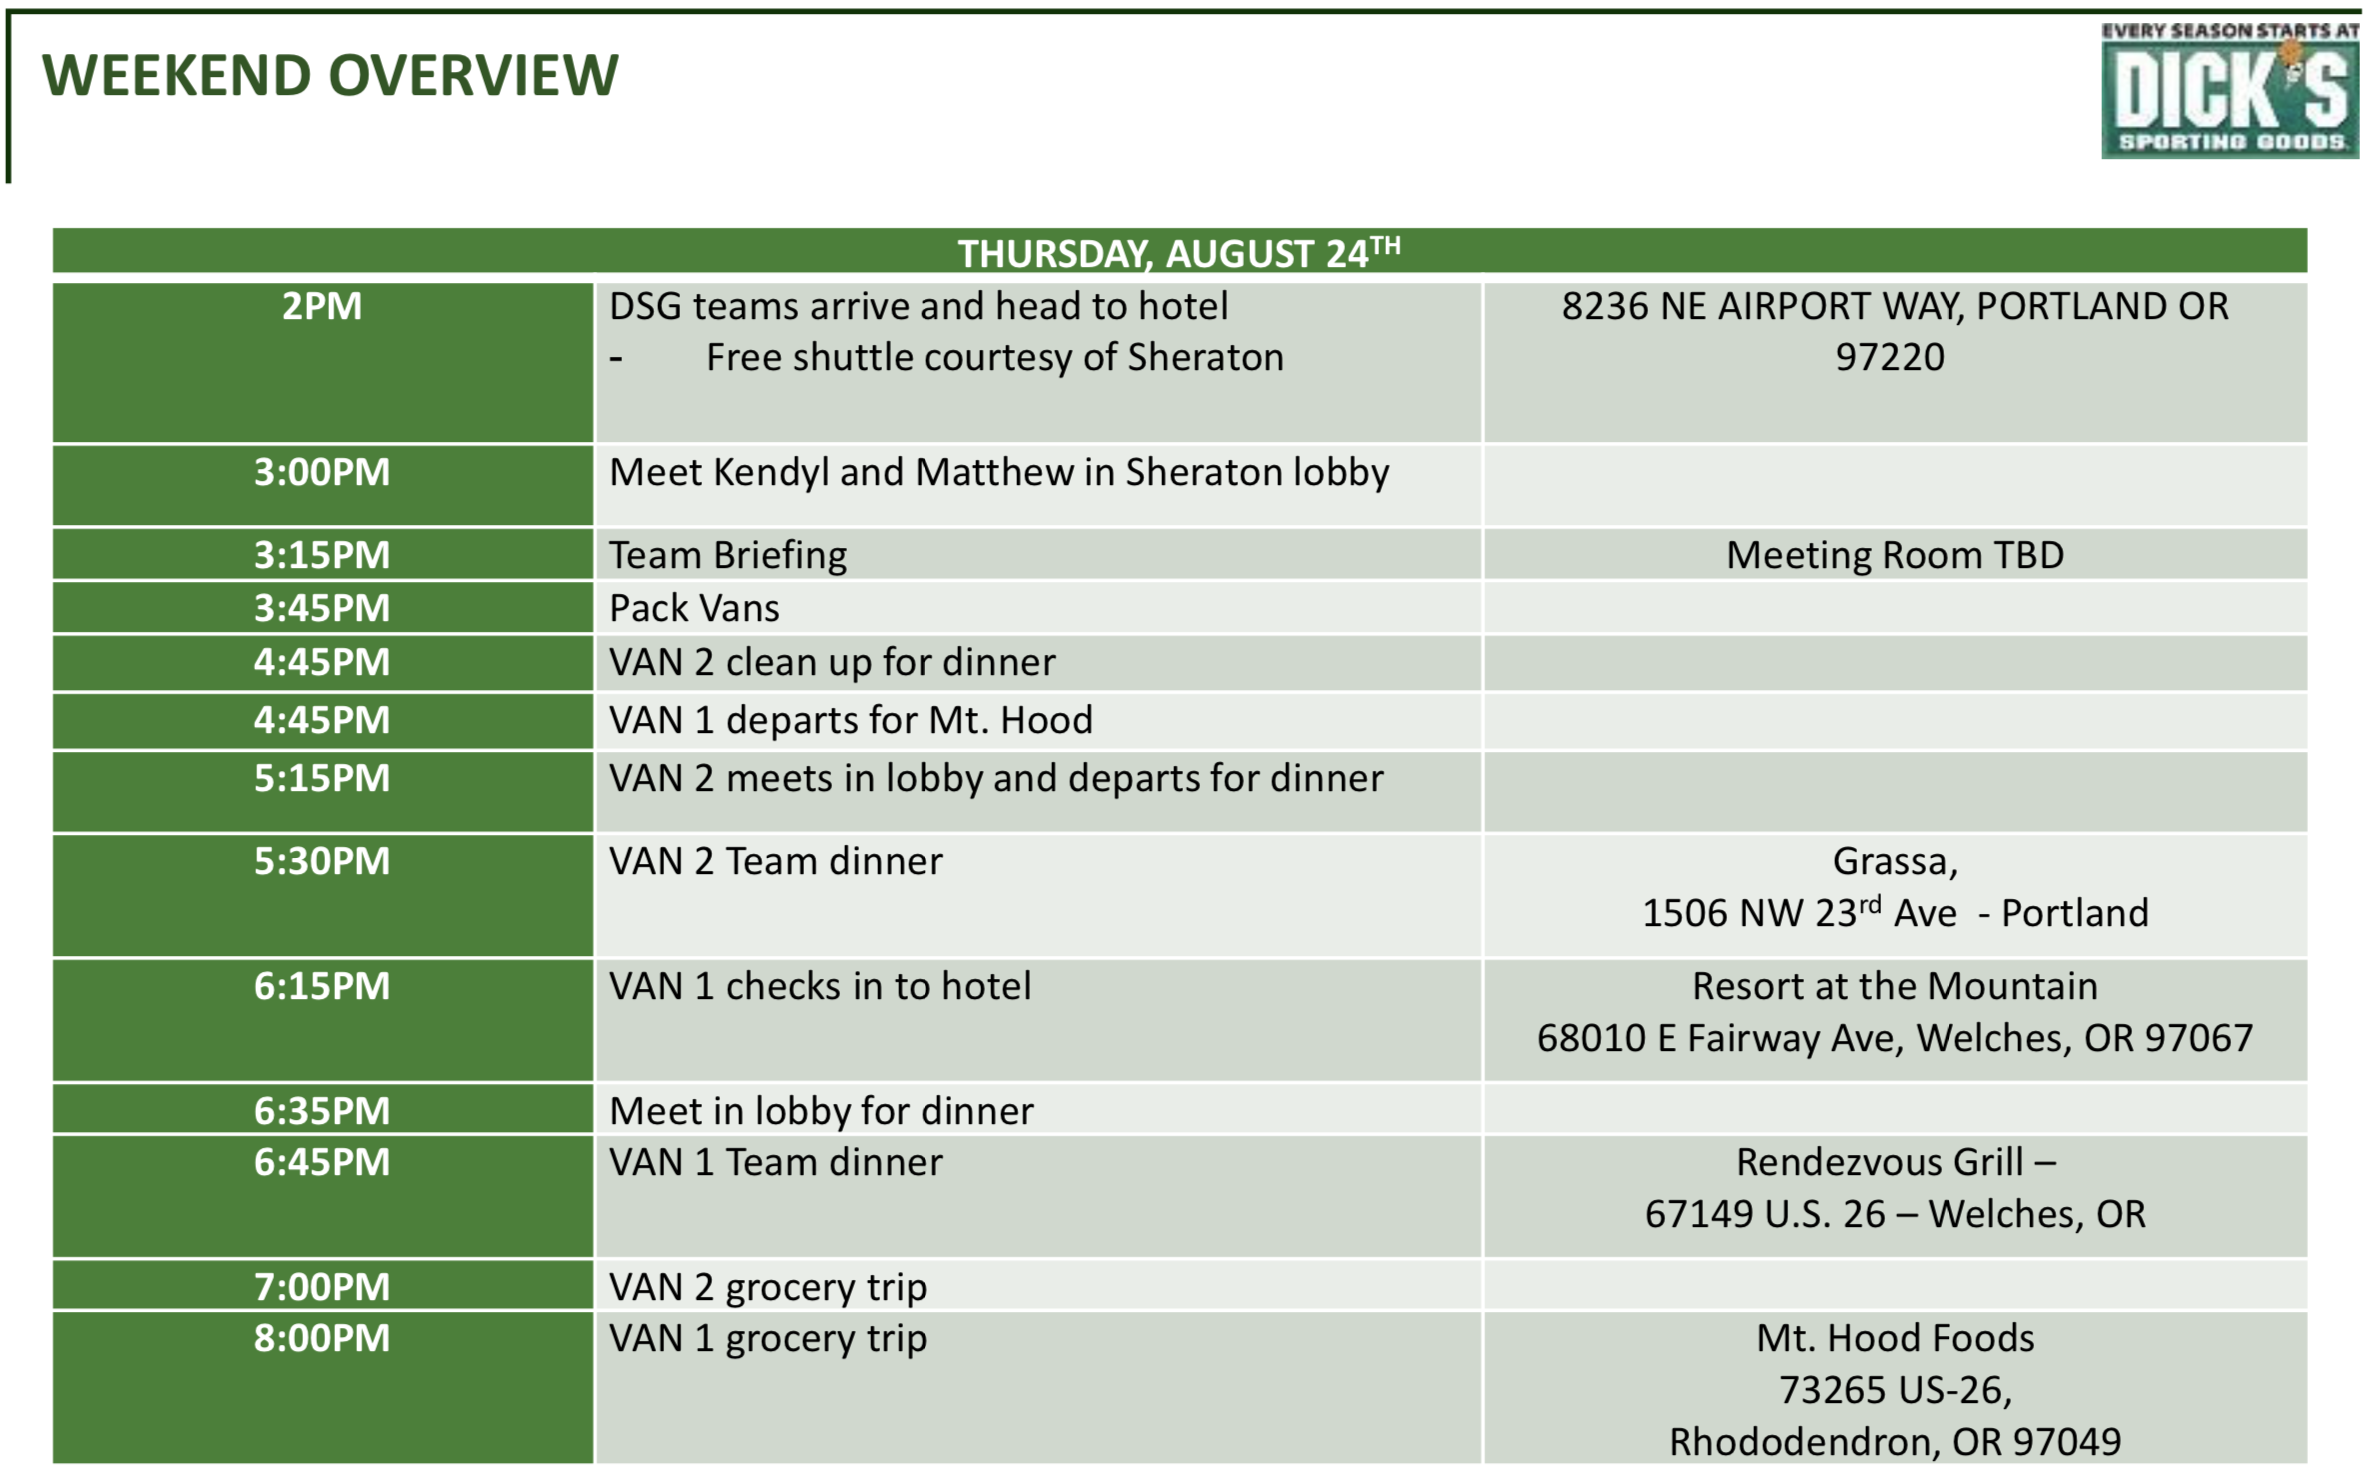 WEEKEND OVERVIEW
EVERY SEASON STARTS AT
DICK'S
SPORTING GOODS
THURSDAY, AUGUST 24TH
2PM
DSG teams arrive and head to hotel
- Free shuttle courtesy of Sheraton
8236 NE AIRPORT WAY, PORTLAND OR
97220
3:00PM
Meet Kendyl and Matthew in Sheraton lobby
3:15PM
Team Briefing
Meeting Room TBD
3:45PM
Pack Vans
4:45PM
VAN 2 clean up for dinner
4:45PM
VAN 1 departs for Mt. Hood
5:15PM
VAN 2 meets in lobby and departs for dinner
5:30PM
VAN 2 Team dinner
Grassa,
1506 NW 23rd Ave - Portland
6:15PM
VAN 1 checks in to hotel
Resort at the Mountain
68010 E Fairway Ave, Welches, OR 97067
6:35PM
Meet in lobby for dinner
6:45PM
VAN 1 Team dinner
Rendezvous Grill –
67149 U.S. 26 – Welches, OR
7:00PM
VAN 2 grocery trip
8:00PM
VAN 1 grocery trip
Mt. Hood Foods
73265 US-26,
Rhododendron, OR 97049